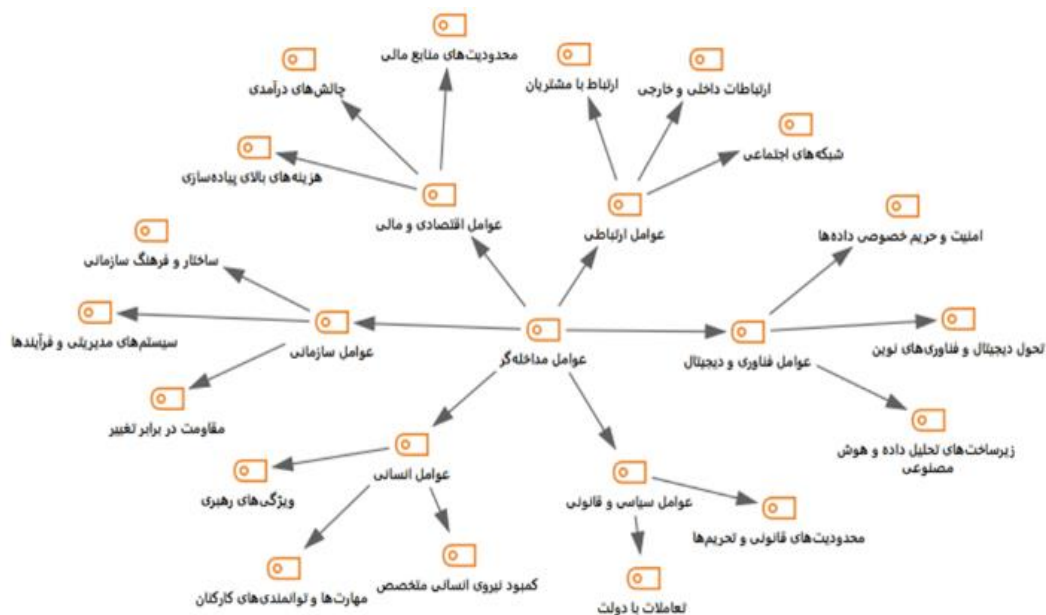 محدودیت‌های منابع مالی
چالش‌های درآمدی
ارتباط با مشتریان
ارتباطات داخلی و خارجی
هزینه‌های بالای پیاده‌سازی
شبکه‌های اجتماعی
عوامل اقتصادی و مالی
عوامل ارتباطی
امنیت و حریم خصوصی داده‌ها
ساختار و فرهنگ سازمانی
سیستم‌های مدیریتی و فرآیندها
عوامل سازمانی
عوامل مداخله‌گر
عوامل فناوری و دیجیتال
تحول دیجیتال و فناوری‌های نوین
مقاومت در برابر تغییر
زیرساخت‌های تحلیل داده و هوش
مصنوعی
عوامل انسانی
ویژگی‌های رهبری
عوامل سیاسی و قانونی
محدودیت‌های قانونی و تحریم‌ها
مهارت‌ها و توانمندی‌های کارکنان
کمبود نیروی انسانی متخصص
تعاملات با دولت